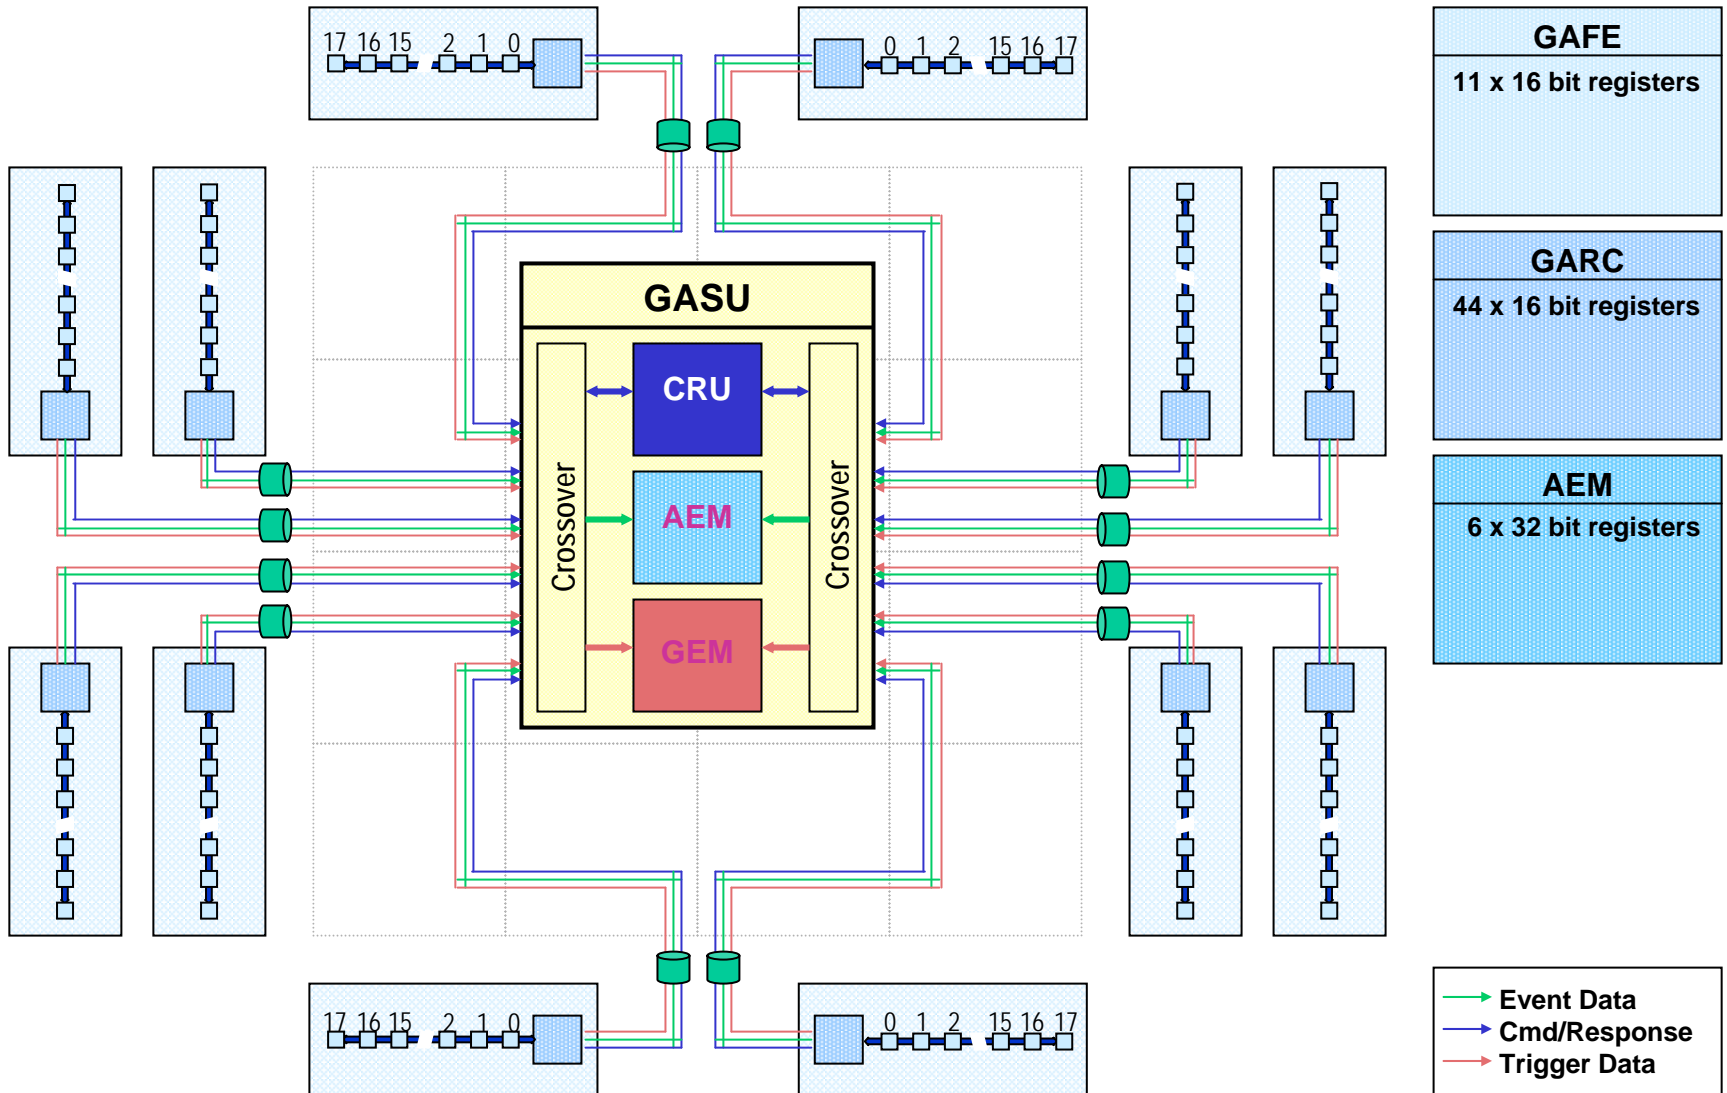 17 16 15 2 1 0
0 1 2 15 16 17
GAFE
11 x 16 bit registers
GARC
44 x 16 bit registers
AEM
6 x 32 bit registers
GASU
Crossover
CRU
AEM
GEM
Crossover
17 16 15 2 1 0
0 1 2 15 16 17
Event Data
Cmd/Response
Trigger Data